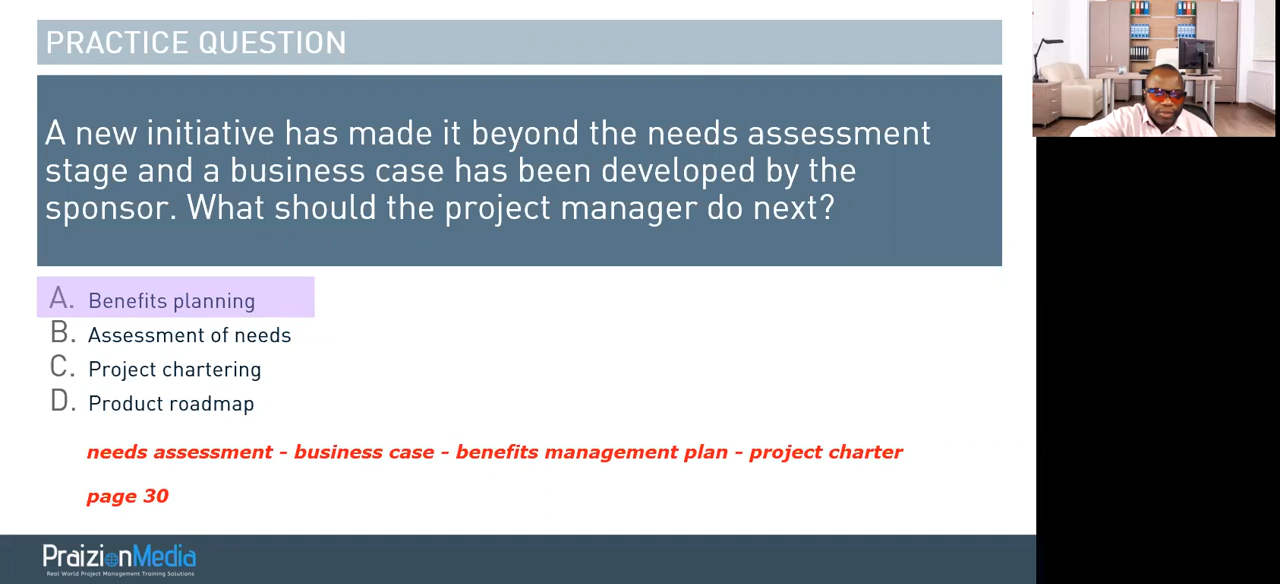 PRACTICE QUESTION
A new initiative has made it beyond the needs assessment
stage and a business case has been developed by the
sponsor. What should the project manager do next?
A. Benefits planning
B. Assessment of needs
C. Project chartering
D. Product roadmap
needs assessment - business case - benefits management plan - project charter
page 30
PraizionMedia
Real World Project Management Training Solutions